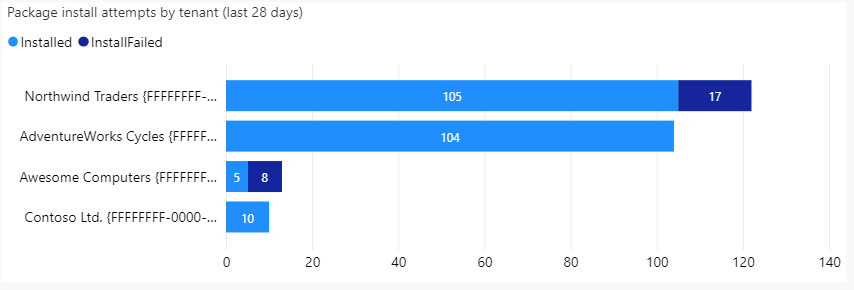 Package install attempts by tenant (last 28 days)
Installed InstallFailed
Northwind Traders {FFFFFFFF-... 105 17
AdventureWorks Cycles {FFFFF... 104
Awesome Computers {FFFFFFF... 5 8
Contoso Ltd. {FFFFFFFF-0000-... 10
0 20 40 60 80 100 120 140